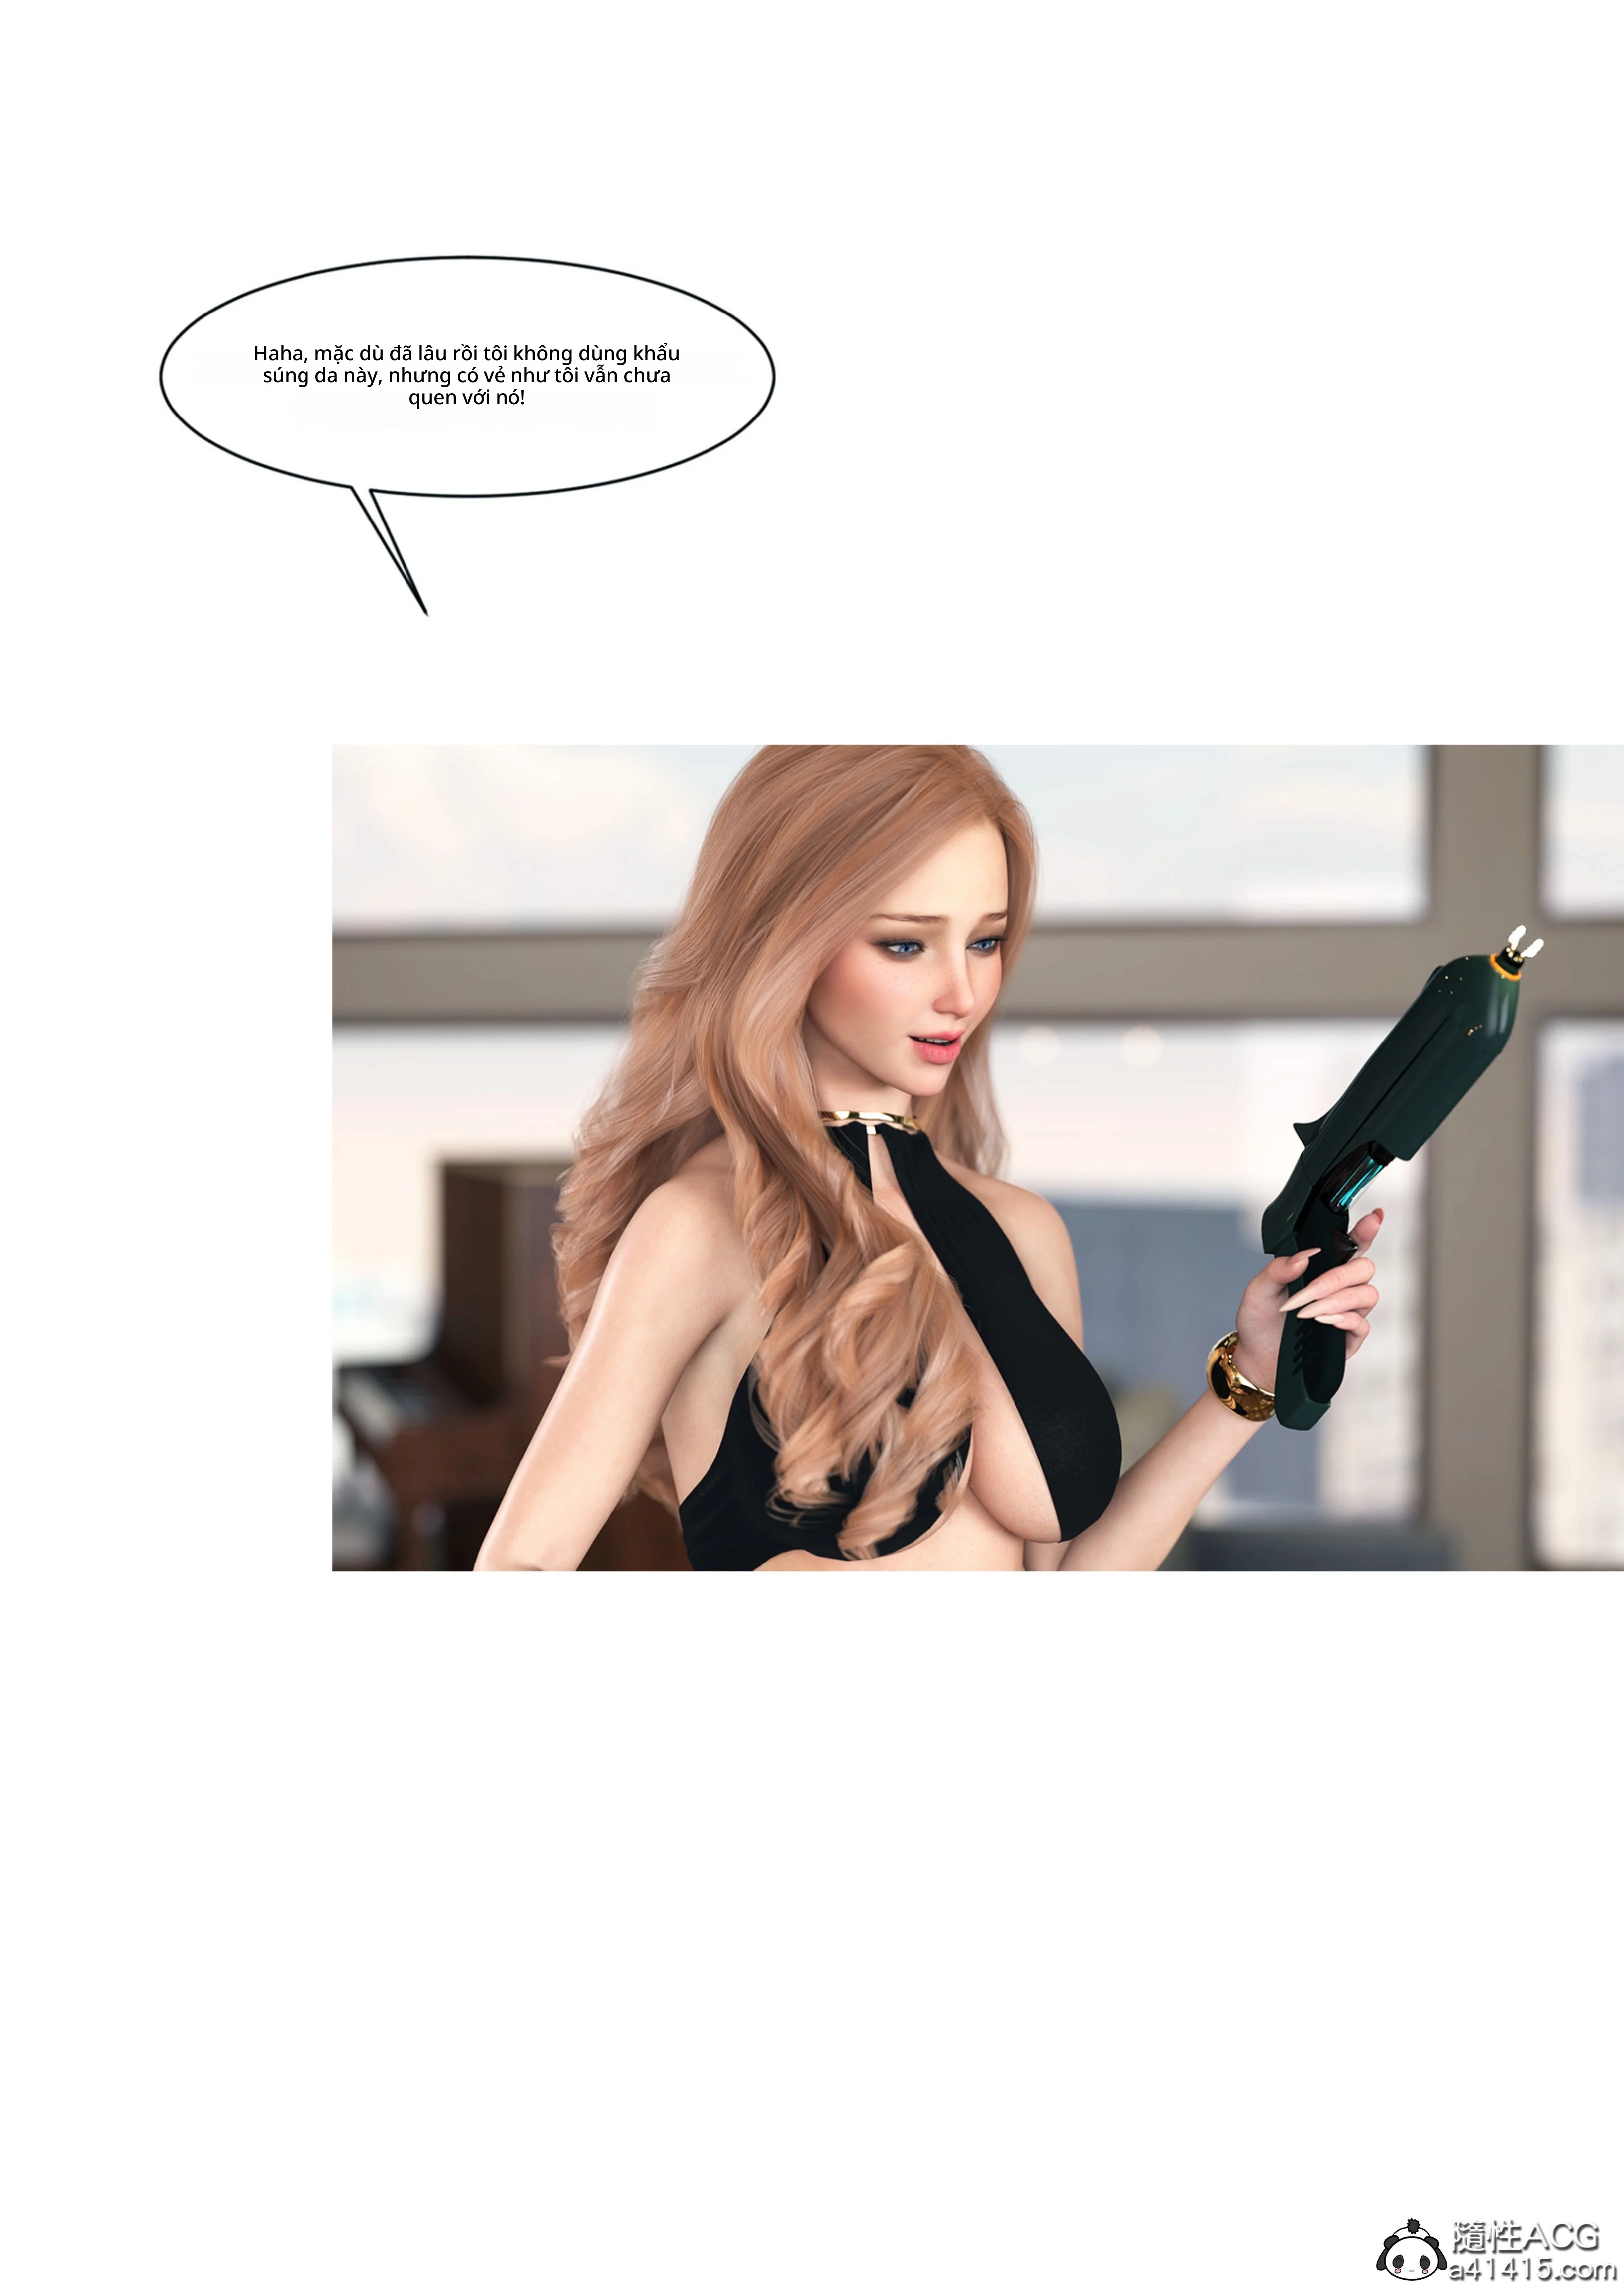 Haha, mặc dù đã lâu rồi tôi không dùng khẩu
súng da này, nhưng có vẻ như tôi vẫn chưa
quen với nó!
隨性ACG
a41415.com